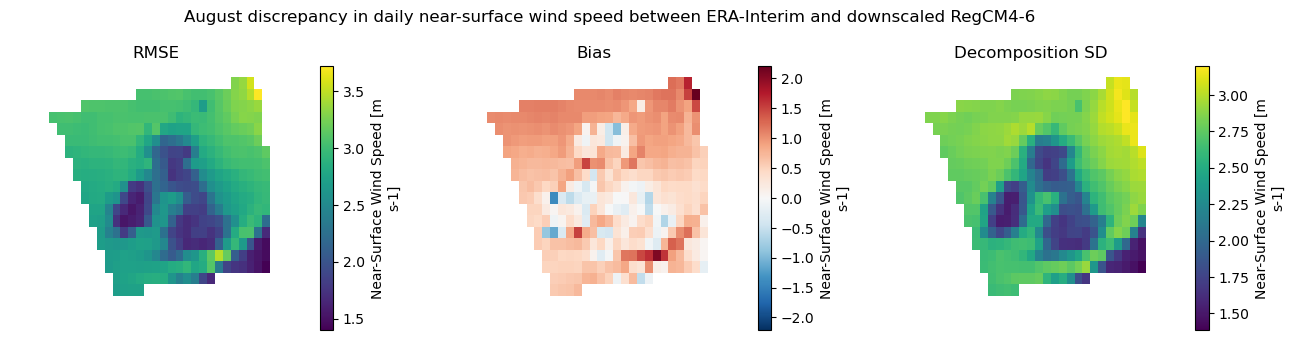 August discrepancy in daily near-surface wind speed between ERA-Interim and downscaled RegCM4-6
RMSE
3.5
3.0
2.5
2.0
1.5
Near-Surface Wind Speed [m
s-1]
Bias
2.0
1.5
1.0
0.5
0.0
−0.5
−1.0
−1.5
−2.0
Near-Surface Wind Speed [m
s-1]
Decomposition SD
3.00
2.75
2.50
2.25
2.00
1.75
1.50
Near-Surface Wind Speed [m
s-1]